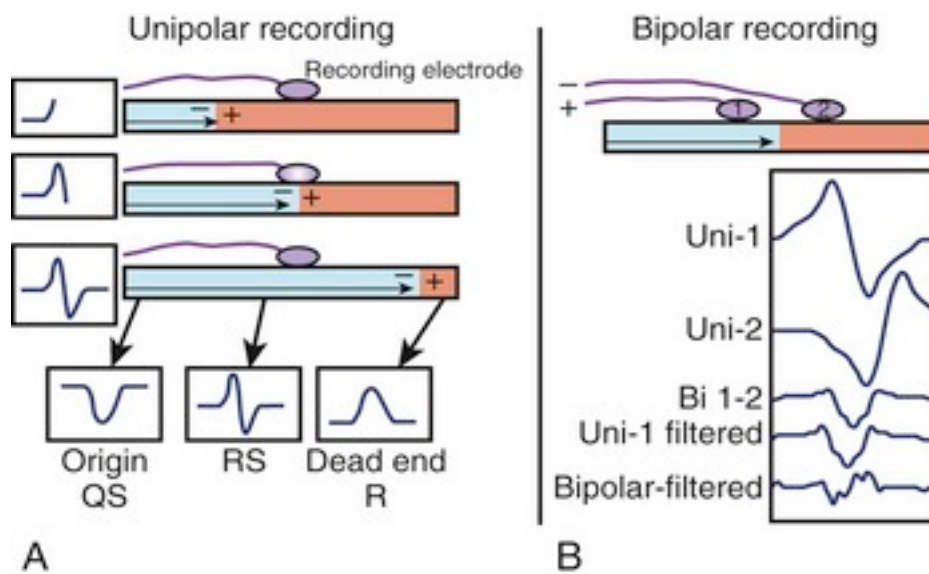 Unipolar recording
Recording electrode
− +
− +
− +
Origin
QS
RS
Dead end
R
A
Bipolar recording
−
+
1 2
Uni-1
Uni-2
Bi 1-2
Uni-1 filtered
Bipolar-filtered
B